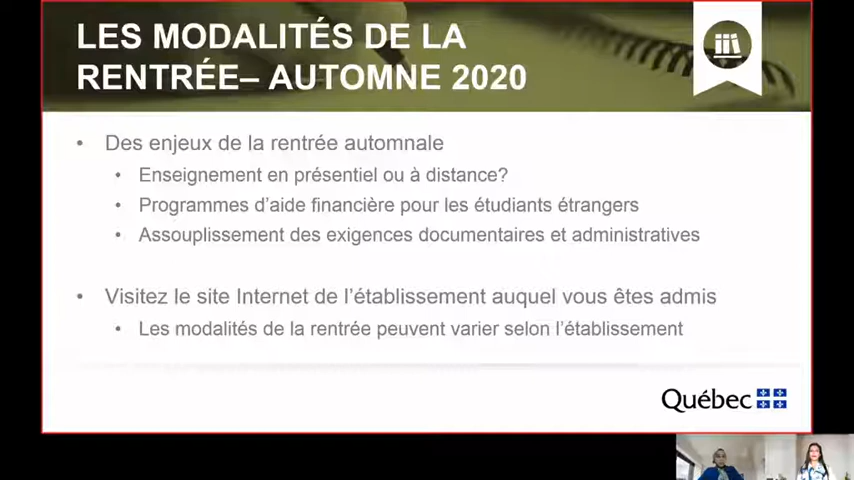 LES MODALITÉS DE LA
RENTRÉE– AUTOMNE 2020
• Des enjeux de la rentrée automnale
• Enseignement en présentiel ou à distance?
• Programmes d’aide financière pour les étudiants étrangers
• Assouplissement des exigences documentaires et administratives
• Visitez le site Internet de l’établissement auquel vous êtes admis
• Les modalités de la rentrée peuvent varier selon l’établissement
Québec